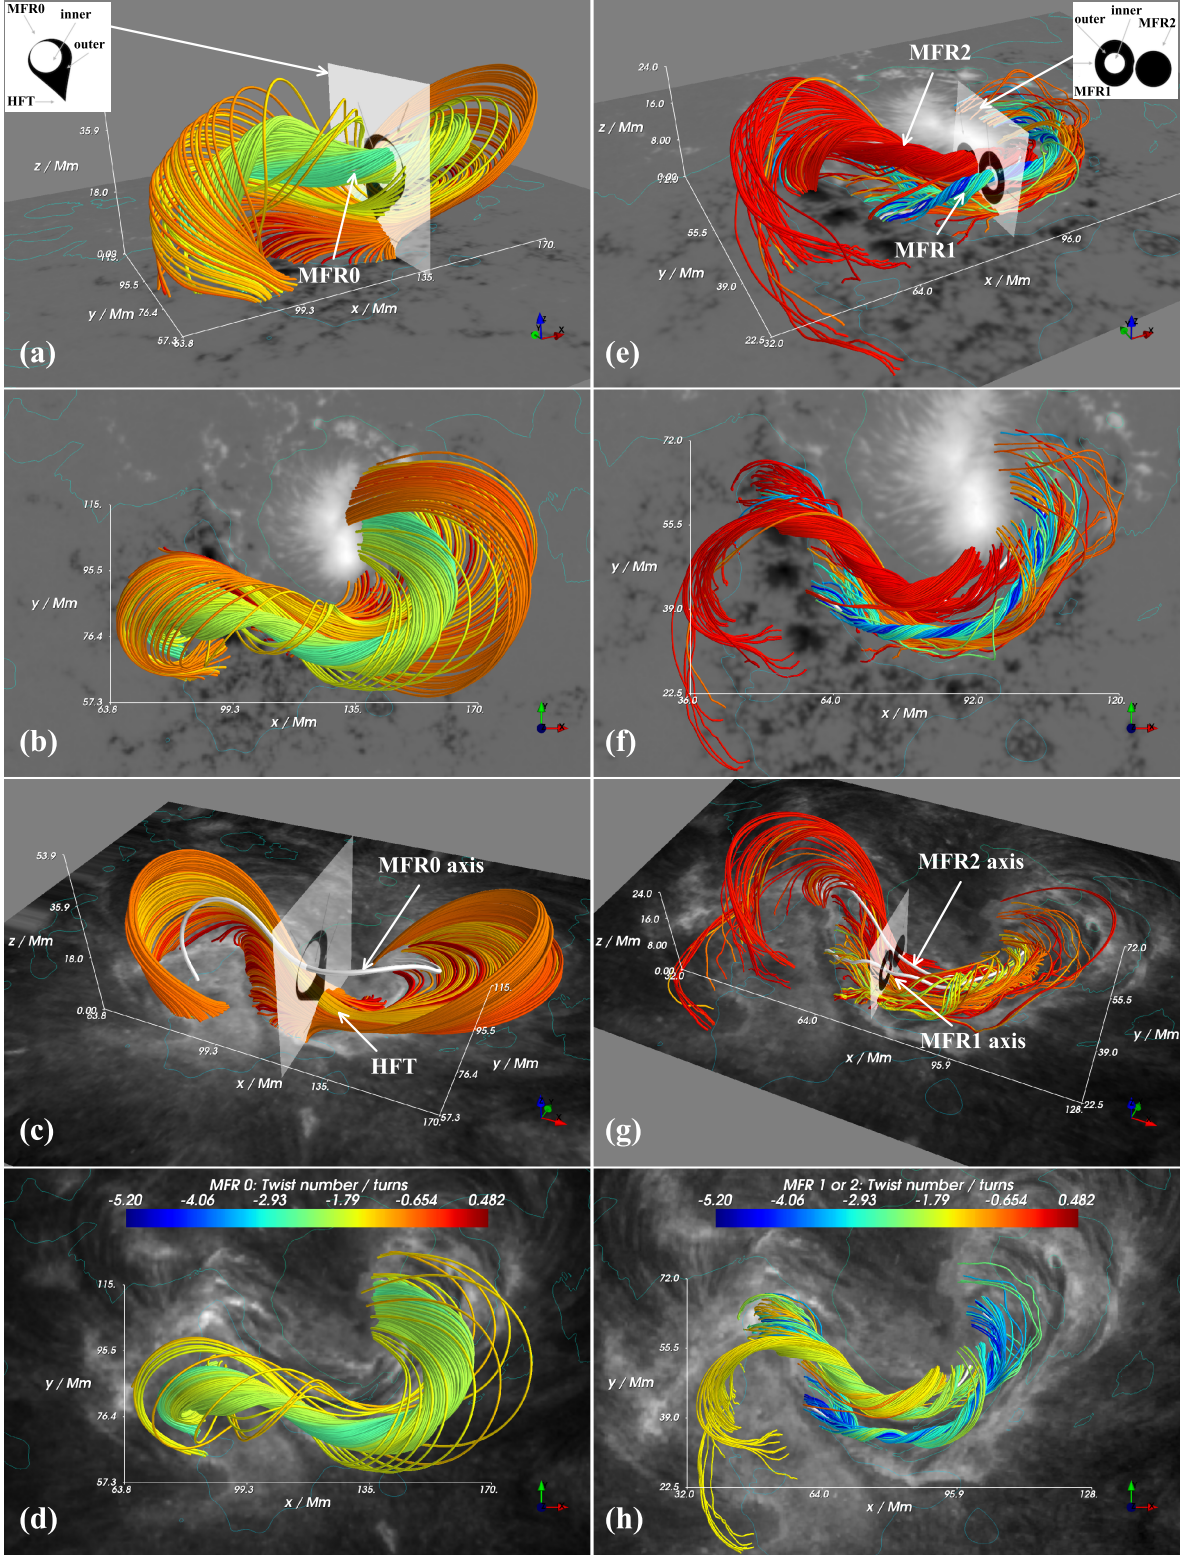 MFR0
inner
outer
HFT
35.9
z / Mm
18.0
95.5
y / Mm
76.4
57.3
53.8
99.3
x / Mm
135.
170.
MFR0
(a)
24.0
16.0
z / Mm
8.00
55.5
y / Mm
39.0
22.5
32.0
64.0
x / Mm
96.0
MFR2
MFR1
outer
inner
MFR2
MFR1
(e)
115.
95.5
y / Mm
76.4
57.3
63.8
99.3
135.
170.
x / Mm
(b)
72.0
55.5
y / Mm
39.0
22.5
36.0
64.0
92.0
120.
x / Mm
(f)
53.9
35.9
z / Mm
18.0
0.00
63.8
99.3
x / Mm
135.
170.
57.3
76.4
y / Mm
95.5
115.
MFR0 axis
HFT
(c)
24.0
16.0
z / Mm
8.00
0.00
32.0
64.0
x / Mm
95.9
128.
22.5
39.0
y / Mm
55.5
72.0
MFR2 axis
MFR1 axis
(g)
MFR 0: Twist number / turns
-5.20 -4.06 -2.93 -1.79 -0.654 0.482
115.
95.5
y / Mm
76.4
57.3
63.8
99.3
135.
170.
x / Mm
(d)
MFR 1 or 2: Twist number / turns
-5.20 -4.06 -2.93 -1.79 -0.654 0.482
72.0
55.5
y / Mm
39.0
22.5
32.0
64.0
95.9
128.
x / Mm
(h)